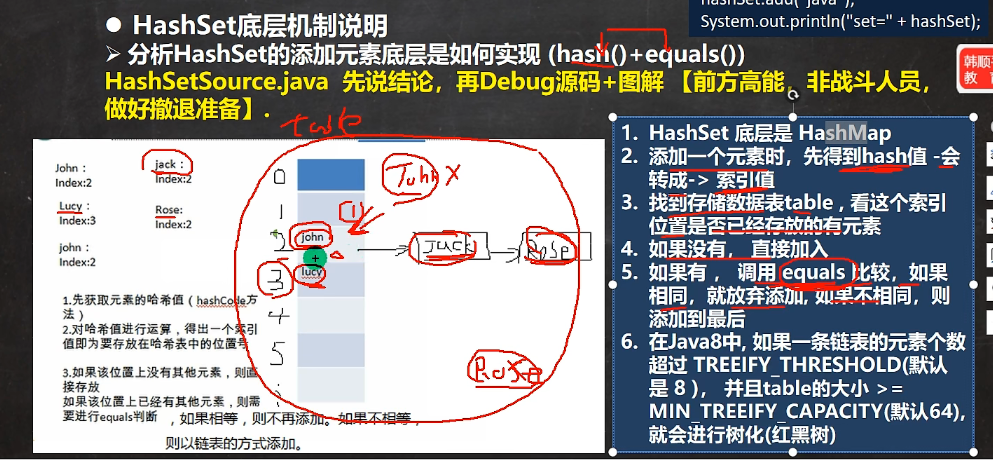 hashSet.add("java");
System.out.println("set=" + hashSet);
● HashSet底层机制说明
➢ 分析HashSet的添加元素底层是如何实现 (hash()+equals())
HashSetSource.java 先说结论，再Debug源码+图解 【前方高能，非战斗人员，
做好撤退准备】.
韩顺
教
table
John：
Index:2
jack：
Index:2
Lucy：
Index:3
Rose:
Index:2
john：
Index:2
0
1
2
3
4
5
john
lucy
John X
(1)
Jack
Rose
Rose
1.先获取元素的哈希值（hashCode方
法）
2.对哈希值进行运算，得出一个索引
值即为要存放在哈希表中的位置号
3.如果该位置上没有其他元素，则直
接存放
如果该位置上已经有其他元素，则需
要进行equals判断 ，如果相等，则不再添加。如果不相等，
则以链表的方式添加。
1. HashSet 底层是 HashMap
2. 添加一个元素时，先得到hash值 -会
转成-> 索引值
3. 找到存储数据表table，看这个索引
位置是否已经存放的有元素
4. 如果没有， 直接加入
5. 如果有 ， 调用 equals 比较，如果
相同，就放弃添加, 如果不相同，则
添加到最后
6. 在Java8中, 如果一条链表的元素个数
超过 TREEIFY_THRESHOLD(默认
是 8 )， 并且table的大小 >=
MIN_TREEIFY_CAPACITY(默认64),
就会进行树化(红黑树)